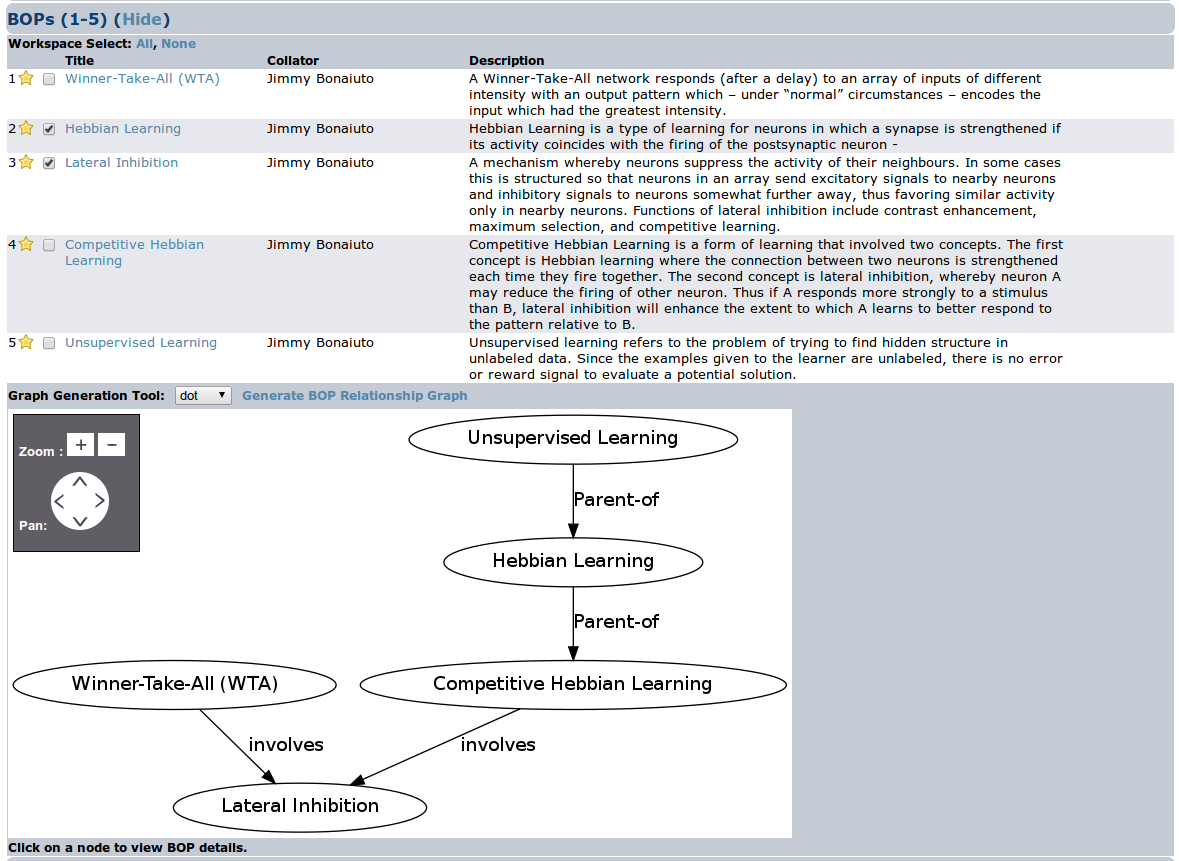 BOPs (1-5) (Hide)
Workspace Select: All, None
Title Collator Description
1 Winner-Take-All (WTA) Jimmy Bonaiuto A Winner-Take-All network responds (after a delay) to an array of inputs of different
intensity with an output pattern which – under “normal” circumstances – encodes the
input which had the greatest intensity.
2 Hebbian Learning Jimmy Bonaiuto Hebbian Learning is a type of learning for neurons in which a synapse is strengthened if
its activity coincides with the firing of the postsynaptic neuron -
3 Lateral Inhibition Jimmy Bonaiuto A mechanism whereby neurons suppress the activity of their neighbours. In some cases
this is structured so that neurons in an array send excitatory signals to nearby neurons
and inhibitory signals to neurons somewhat further away, thus favoring similar activity
only in nearby neurons. Functions of lateral inhibition include contrast enhancement,
maximum selection, and competitive learning.
4 Competitive Hebbian Jimmy Bonaiuto Competitive Hebbian Learning is a form of learning that involved two concepts. The first
Learning concept is Hebbian learning where the connection between two neurons is strengthened
each time they fire together. The second concept is lateral inhibition, whereby neuron A
may reduce the firing of other neuron. Thus if A responds more strongly to a stimulus
than B, lateral inhibition will enhance the extent to which A learns to better respond to
the pattern relative to B.
5 Unsupervised Learning Jimmy Bonaiuto Unsupervised learning refers to the problem of trying to find hidden structure in
unlabeled data. Since the examples given to the learner are unlabeled, there is no error
or reward signal to evaluate a potential solution.
Graph Generation Tool: dot Generate BOP Relationship Graph
Zoom : + −
Pan:
Unsupervised Learning
Parent-of
Hebbian Learning
Parent-of
Winner-Take-All (WTA) Competitive Hebbian Learning
involves involves
Lateral Inhibition
Click on a node to view BOP details.